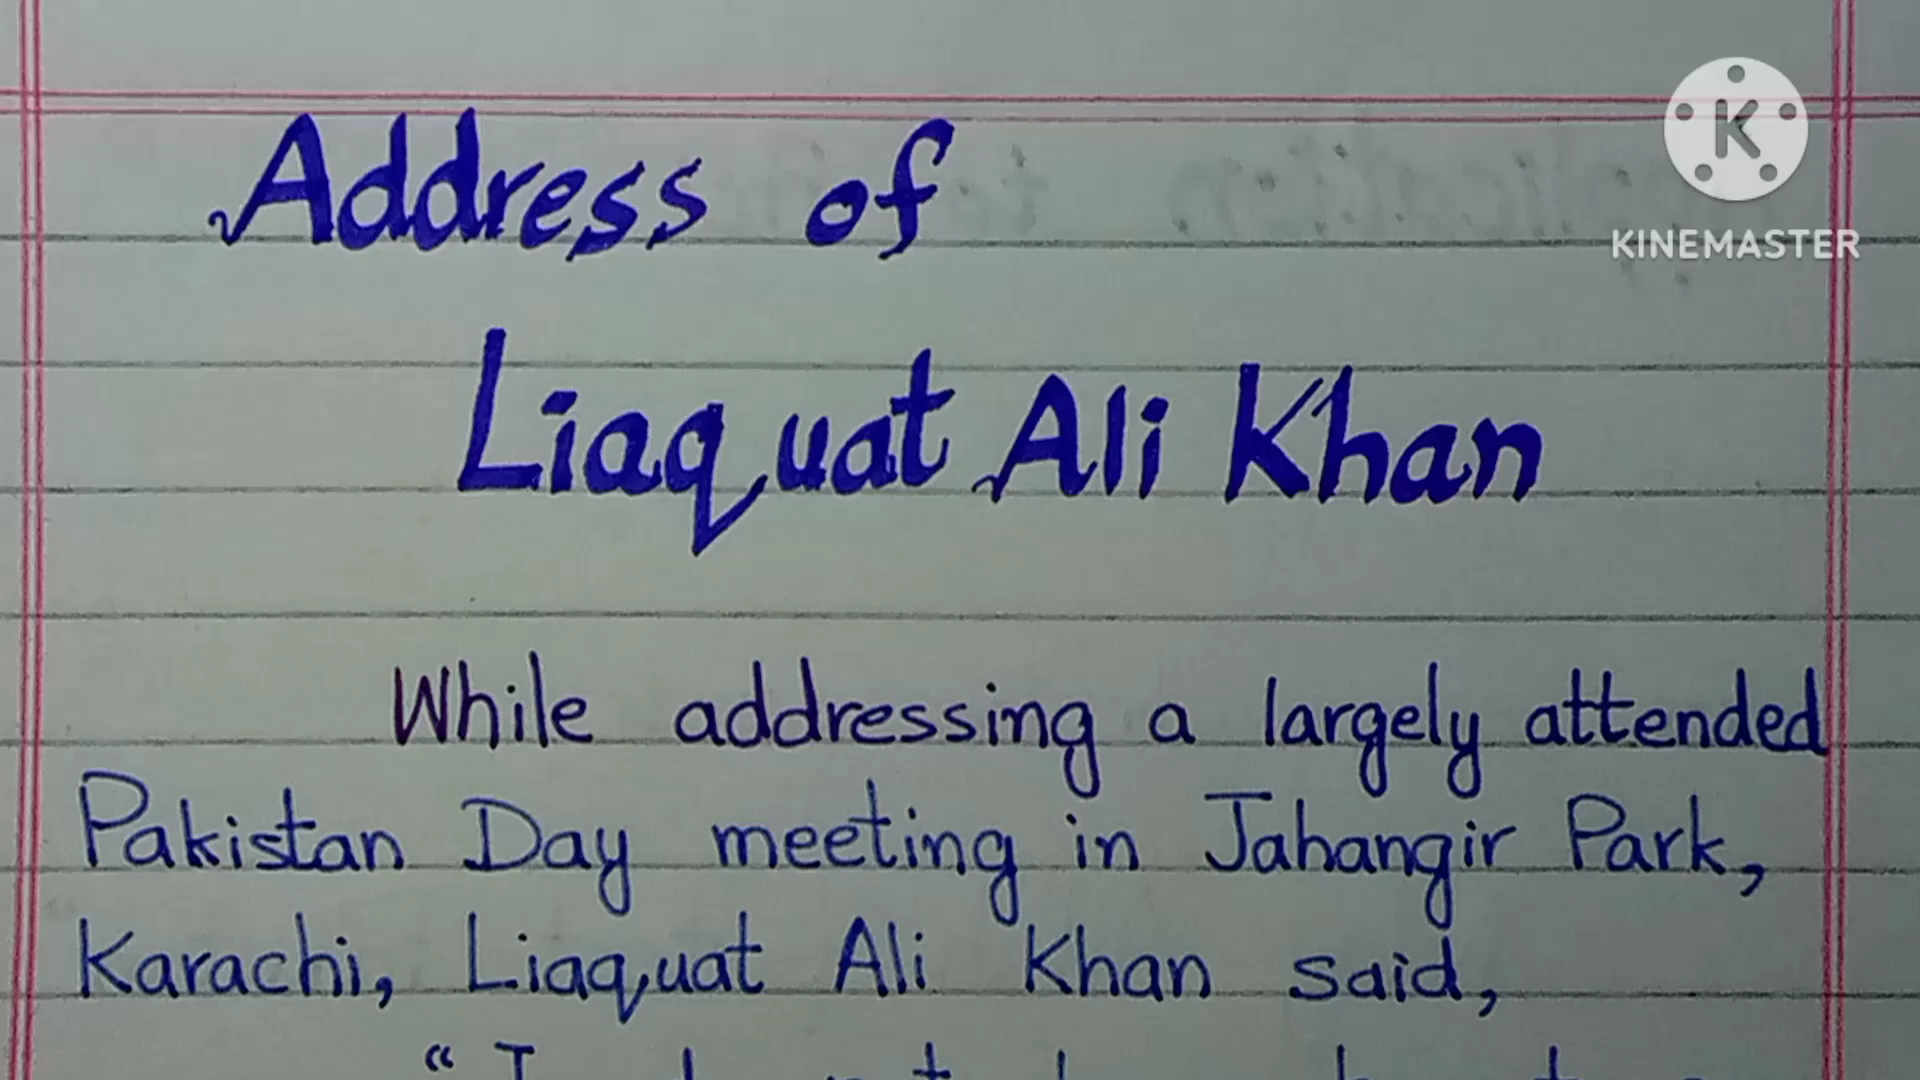 Address of
Liaquat Ali Khan
While addressing a largely attended
Pakistan Day meeting in Jahangir Park,
Karachi, Liaquat Ali Khan said,
K
KINEMASTER